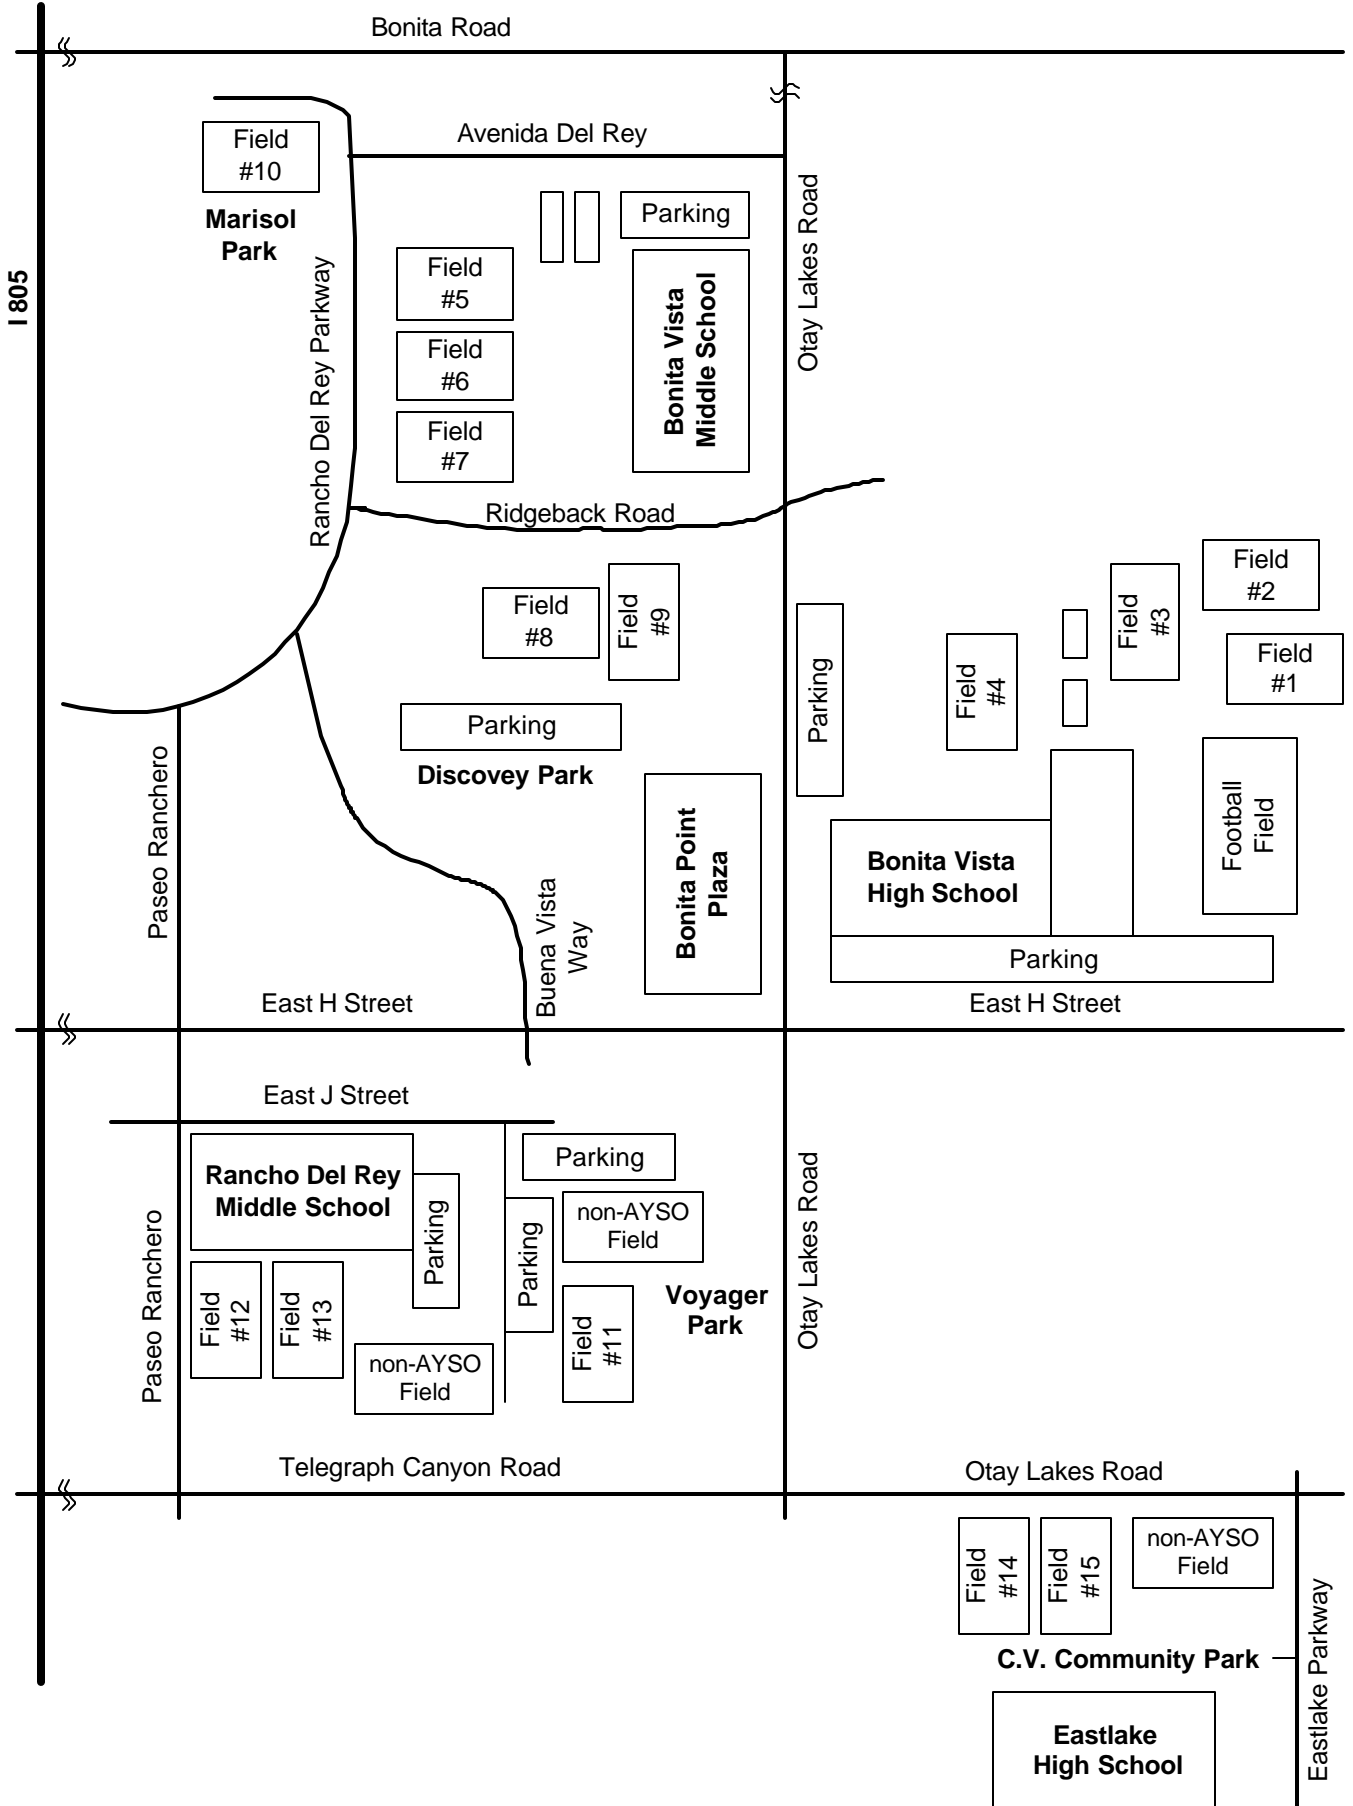 Bonita Road
Avenida Del Rey
Field
#10
Marisol
Park
I 805
Rancho Del Rey Parkway
Parking
Field
#5
Field
#6
Field
#7
Bonita Vista
Middle School
Otay Lakes Road
Ridgeback Road
Field
#8
Field
#9
Parking
Discovey Park
Parking
Field
#4
Field
#3
Field
#2
Field
#1
Football
Field
Paseo Ranchero
Buena Vista
Way
Bonita Point
Plaza
Bonita Vista
High School
Parking
East H Street
East H Street
East J Street
Rancho Del Rey
Middle School
Parking
Parking
Parking
non-AYSO
Field
Voyager
Park
Otay Lakes Road
Paseo Ranchero
Field
#12
Field
#13
non-AYSO
Field
Field
#11
Telegraph Canyon Road
Otay Lakes Road
Field
#14
Field
#15
non-AYSO
Field
C.V. Community Park
Eastlake Parkway
Eastlake
High School